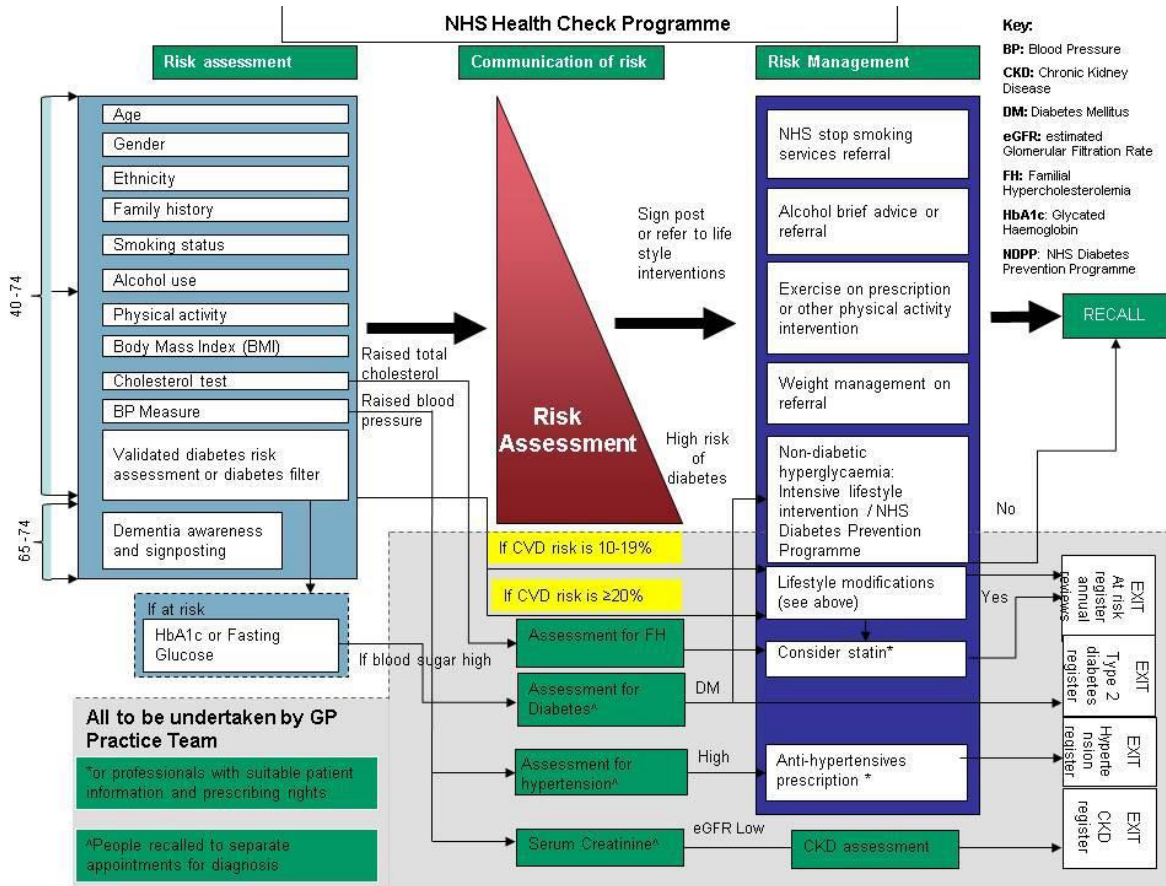 NHS Health Check Programme
Risk assessment
Communication of risk
Risk Management
Key:
BP: Blood Pressure
CKD: Chronic Kidney
Disease
DM: Diabetes Mellitus
eGFR: estimated
Glomerular Filtration Rate
FH: Familial
Hypercholesterolemia
HbA1c: Glycated
Haemoglobin
NDPP: NHS Diabetes
Prevention Programme
40-74
65-74
Age
Gender
Ethnicity
Family history
Smoking status
Alcohol use
Physical activity
Body Mass Index (BMI)
Cholesterol test
BP Measure
Validated diabetes risk
assessment or diabetes filter
Dementia awareness
and signposting
If at risk
HbA1c or Fasting
Glucose
Raised total
cholesterol
Raised blood
pressure
If blood sugar high
Risk
Assessment
Sign post
or refer to life
style
interventions
High risk
of
diabetes
If CVD risk is 10-19%
If CVD risk is ≥20%
Assessment for FH
Assessment for
Diabetes^
DM
Assessment for
hypertension^
High
Serum Creatinine^
eGFR Low
CKD assessment
NHS stop smoking
services referral
Alcohol brief advice or
referral
Exercise on prescription
or other physical activity
intervention
Weight management on
referral
Non-diabetic
hyperglycaemia:
Intensive lifestyle
intervention / NHS
Diabetes Prevention
Programme
Lifestyle modifications
(see above)
Consider statin*
Anti-hypertensives
prescription *
RECALL
No
Yes
EXIT
At risk
register
annual
reviews
EXIT
Type 2
diabetes
register
EXIT
Hyperte
nsion
register
EXIT
CKD
register
All to be undertaken by GP
Practice Team
*or professionals with suitable patient
information and prescribing rights
^People recalled to separate
appointments for diagnosis